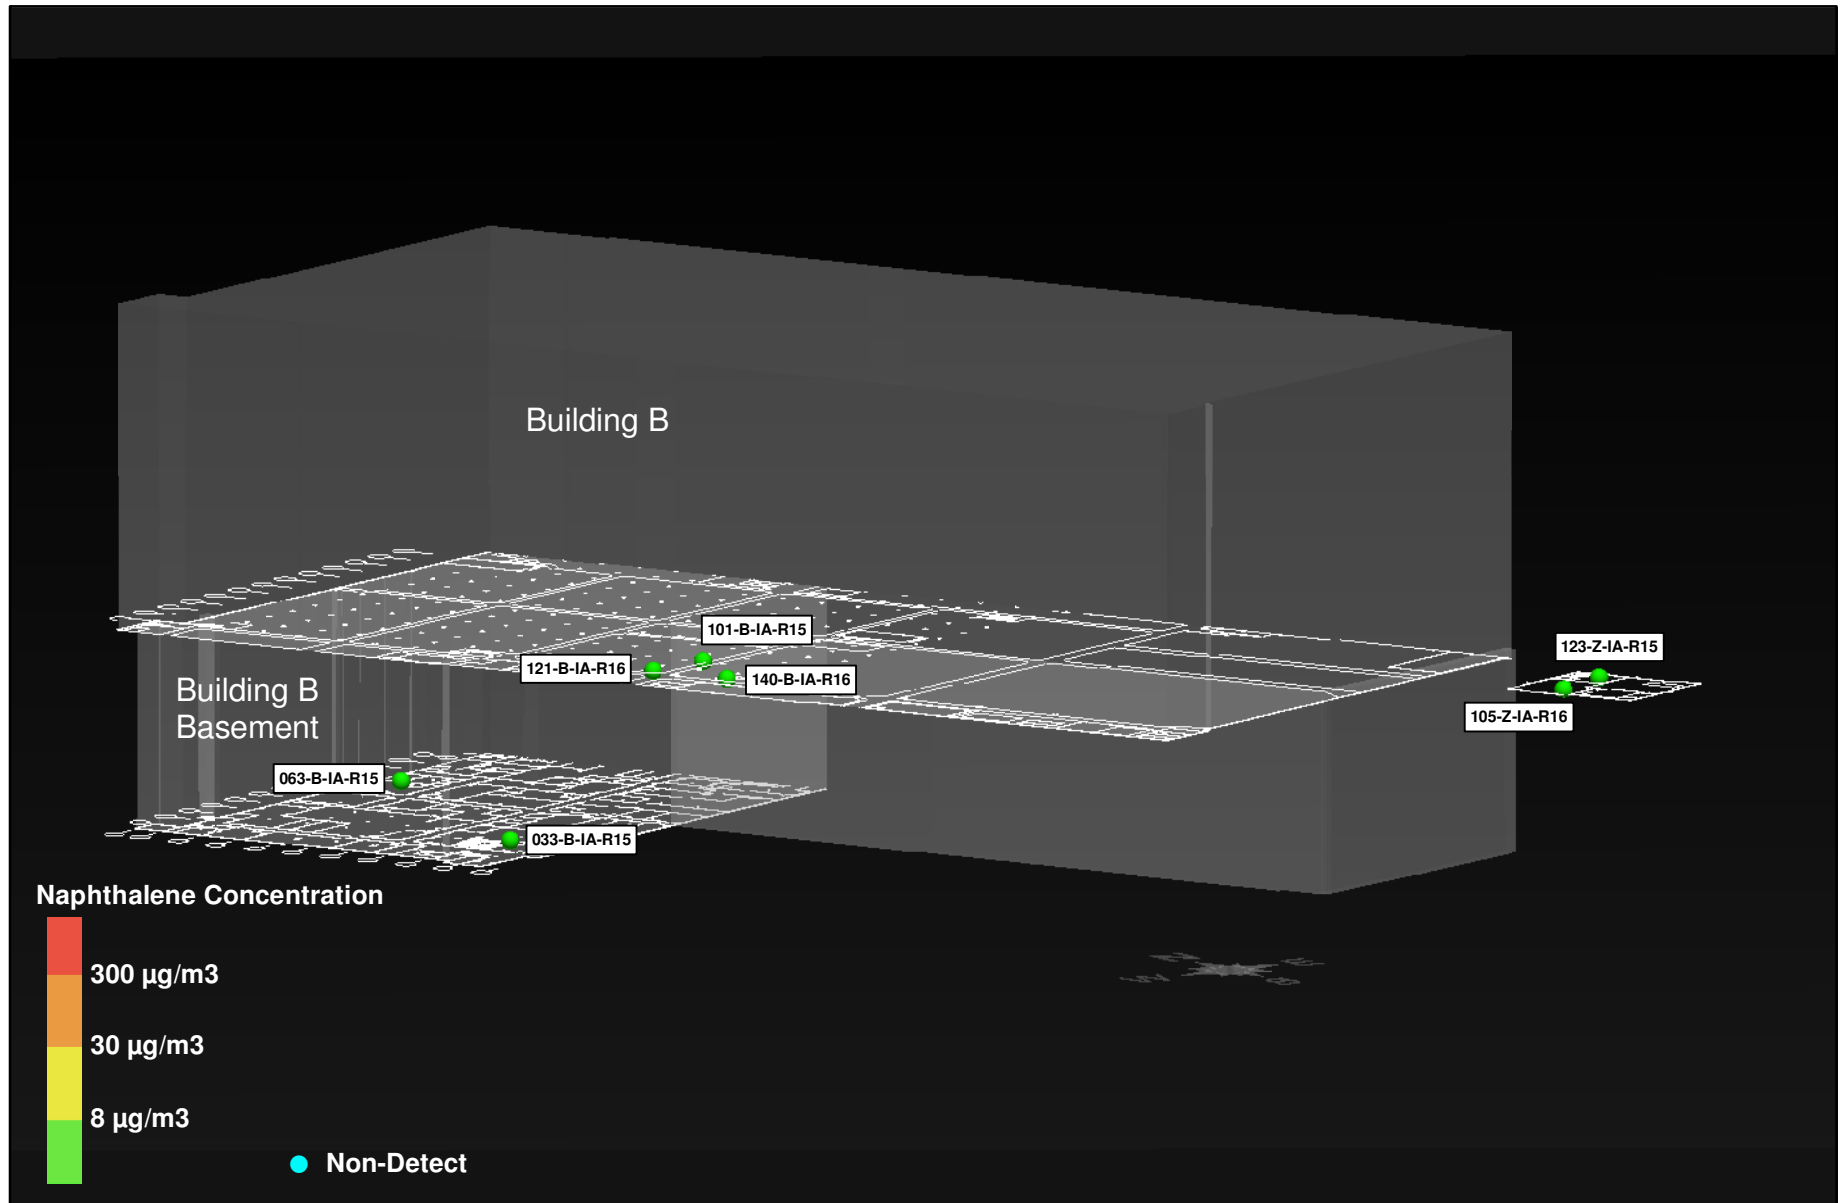 Building B
101-B-IA-R15
121-B-IA-R16
140-B-IA-R16
123-Z-IA-R15
105-Z-IA-R16
Building B
Basement
063-B-IA-R15
033-B-IA-R15
Naphthalene Concentration
300 µg/m3
30 µg/m3
8 µg/m3
Non-Detect
N
E
W
S